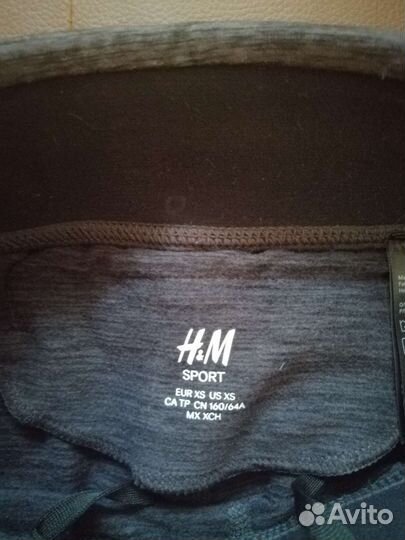 H&M
SPORT
EUR XS US XS
CA TP CN 160/64A
MX XCH
Avito